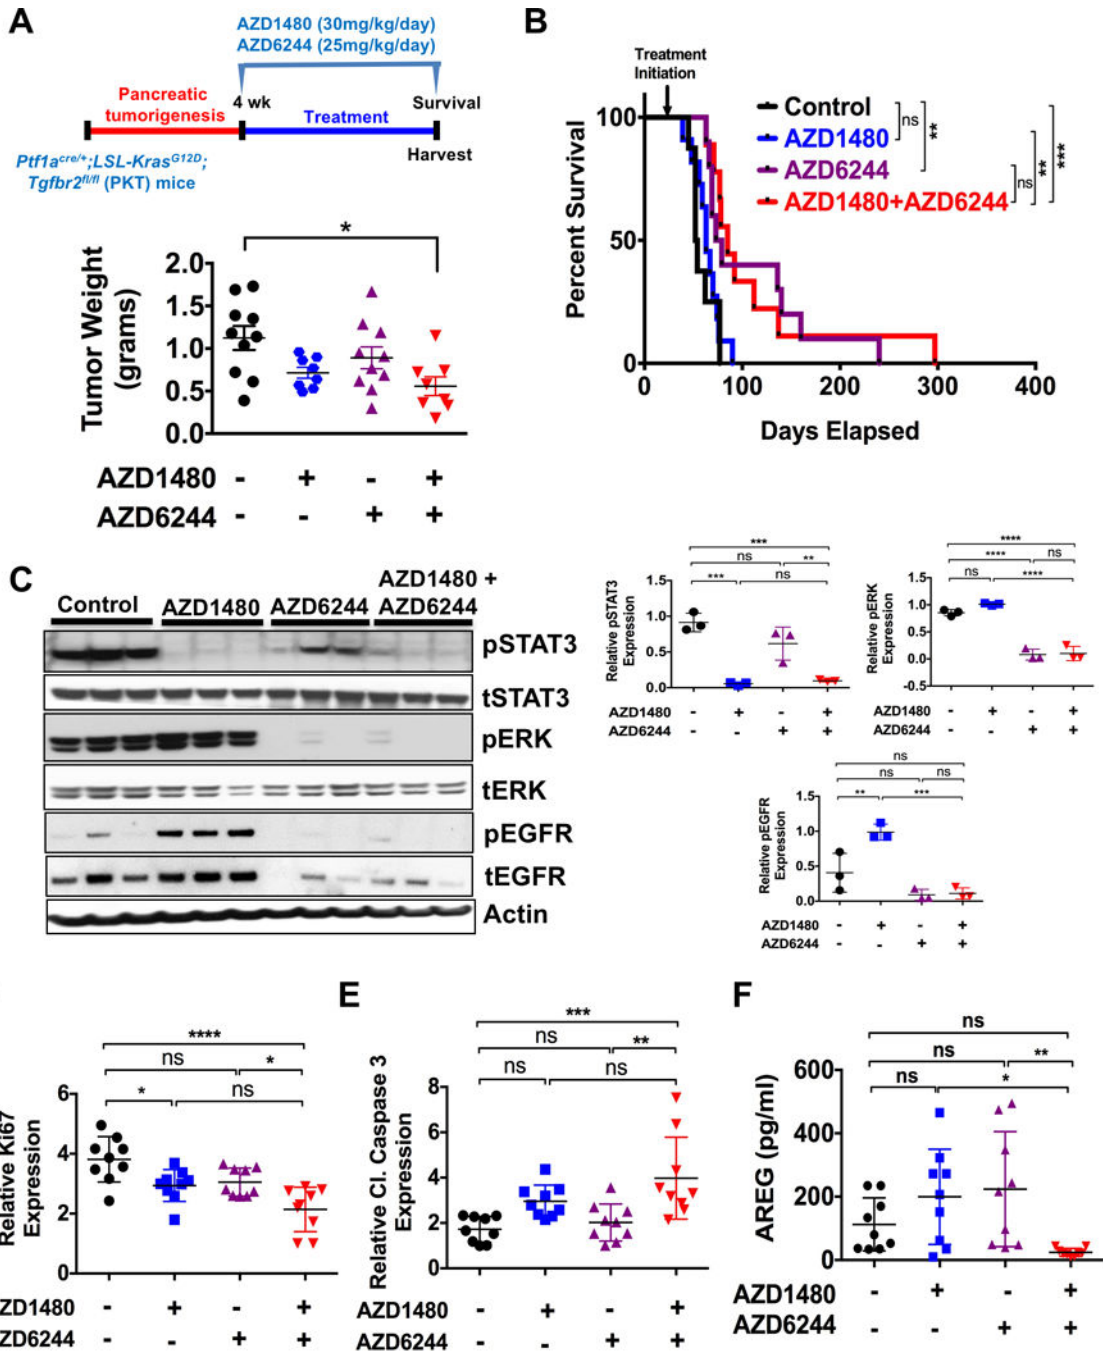 A
AZD1480 (30mg/kg/day)
AZD6244 (25mg/kg/day)
Pancreatic
tumorigenesis
4 wk
Treatment
Survival
Harvest
Ptf1a^cre/+;LSL-Kras^G12D;
Tgfbr2^fl/fl (PKT) mice
*
Tumor Weight
(grams)
2.0
1.5
1.0
0.5
0.0
AZD1480 - + - +
AZD6244 - - + +
B
Treatment
Initiation
Percent Survival
100
50
0
0 100 200 300 400
Days Elapsed
Control
AZD1480
AZD6244
AZD1480+AZD6244
ns
**
ns
**
***
C
Control
AZD1480
AZD6244
AZD1480 +
AZD6244
pSTAT3
tSTAT3
pERK
tERK
pEGFR
tEGFR
Actin
***
ns **
*** ns
Relative pSTAT3
Expression
1.5
1.0
0.5
0.0
AZD1480 - + - +
AZD6244 - - + +
****
**** ns
ns ****
Relative pERK
Expression
1.5
1.0
0.5
0.0
-0.5
AZD1480 - + - +
AZD6244 - - + +
ns
ns ns
** ***
Relative pEGFR
Expression
1.5
1.0
0.5
0.0
AZD1480 - + - +
AZD6244 - - + +
****
ns *
* ns
Relative Ki67
Expression
6
4
2
0
ZD1480 - + - +
ZD6244 - - + +
E
***
ns **
ns ns
Relative Cl. Caspase 3
Expression
8
6
4
2
0
AZD1480 - + - +
AZD6244 - - + +
F
ns
ns **
ns *
AREG (pg/ml)
600
400
200
0
AZD1480 - + - +
AZD6244 - - + +